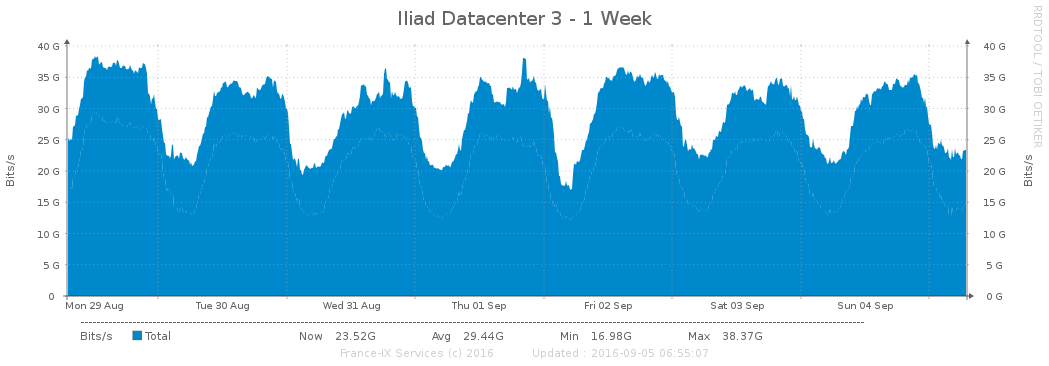 Iliad Datacenter 3 - 1 Week
RRDTOOL / TOBI OETIKER
40 G 40 G
35 G 35 G
30 G 30 G
25 G 25 G
20 G 20 G
15 G 15 G
10 G 10 G
5 G 5 G
0 0 G
Bits/s Bits/s
Mon 29 Aug Tue 30 Aug Wed 31 Aug Thu 01 Sep Fri 02 Sep Sat 03 Sep Sun 04 Sep
Bits/s Total Now 23.52G Avg 29.44G Min 16.98G Max 38.37G
France-IX Services (c) 2016 Updated : 2016-09-05 06:55:07